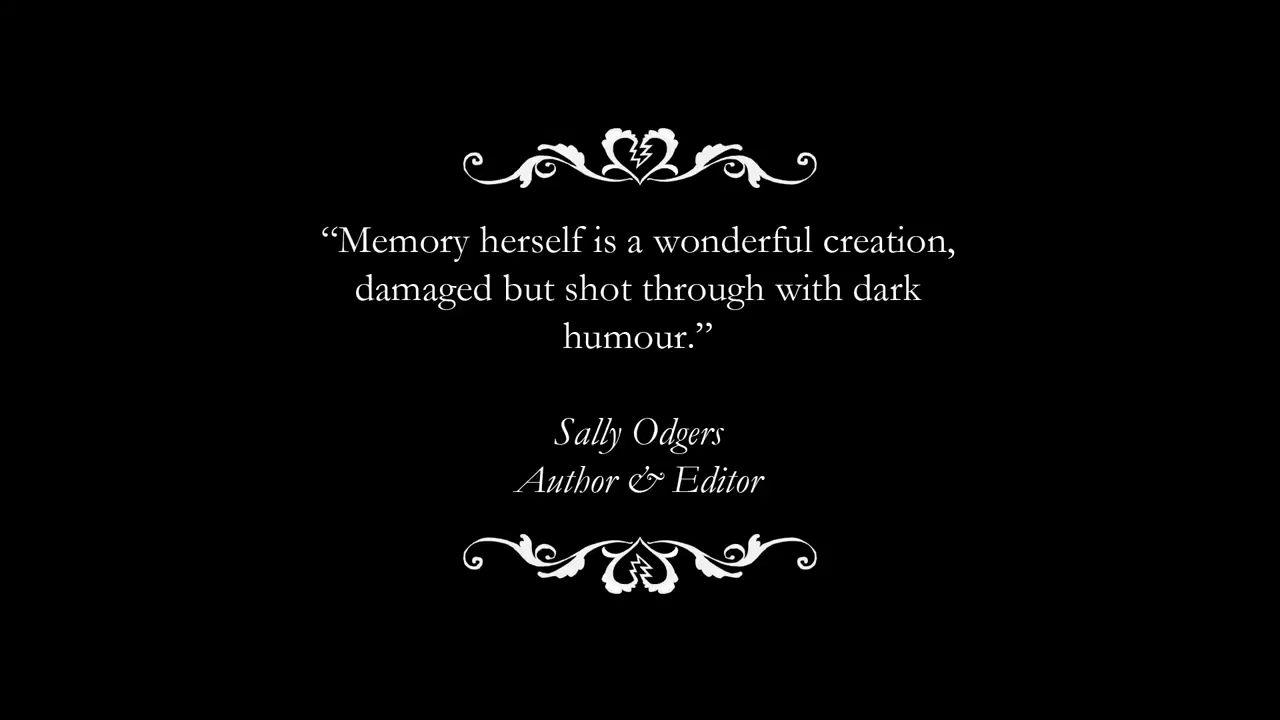 “Memory herself is a wonderful creation,
damaged but shot through with dark
humour.”
Sally Odgers
Author & Editor